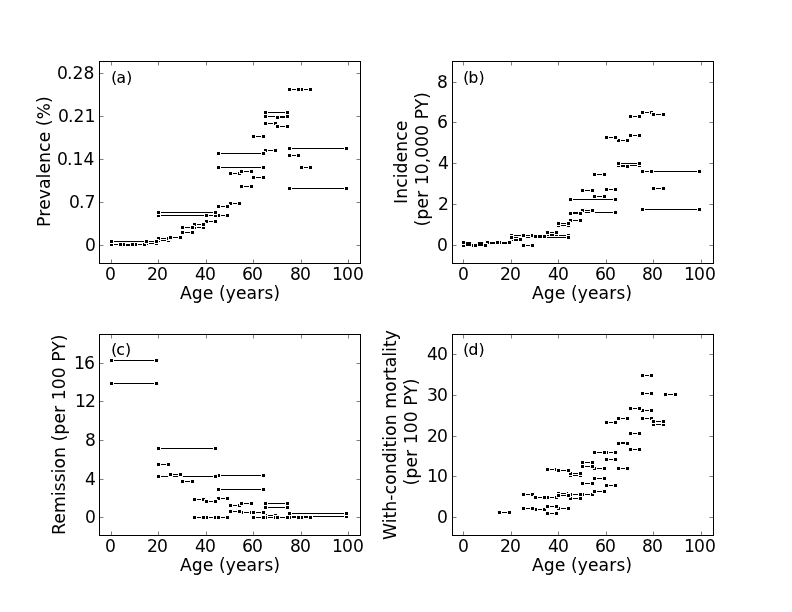 (a)
0.28
0.21
0.14
0.7
0
Prevalence (%)
0 20 40 60 80 100
Age (years)
(b)
8
6
4
2
0
Incidence
(per 10,000 PY)
0 20 40 60 80 100
Age (years)
(c)
16
12
8
4
0
Remission (per 100 PY)
0 20 40 60 80 100
Age (years)
(d)
40
30
20
10
0
With-condition mortality
(per 100 PY)
0 20 40 60 80 100
Age (years)